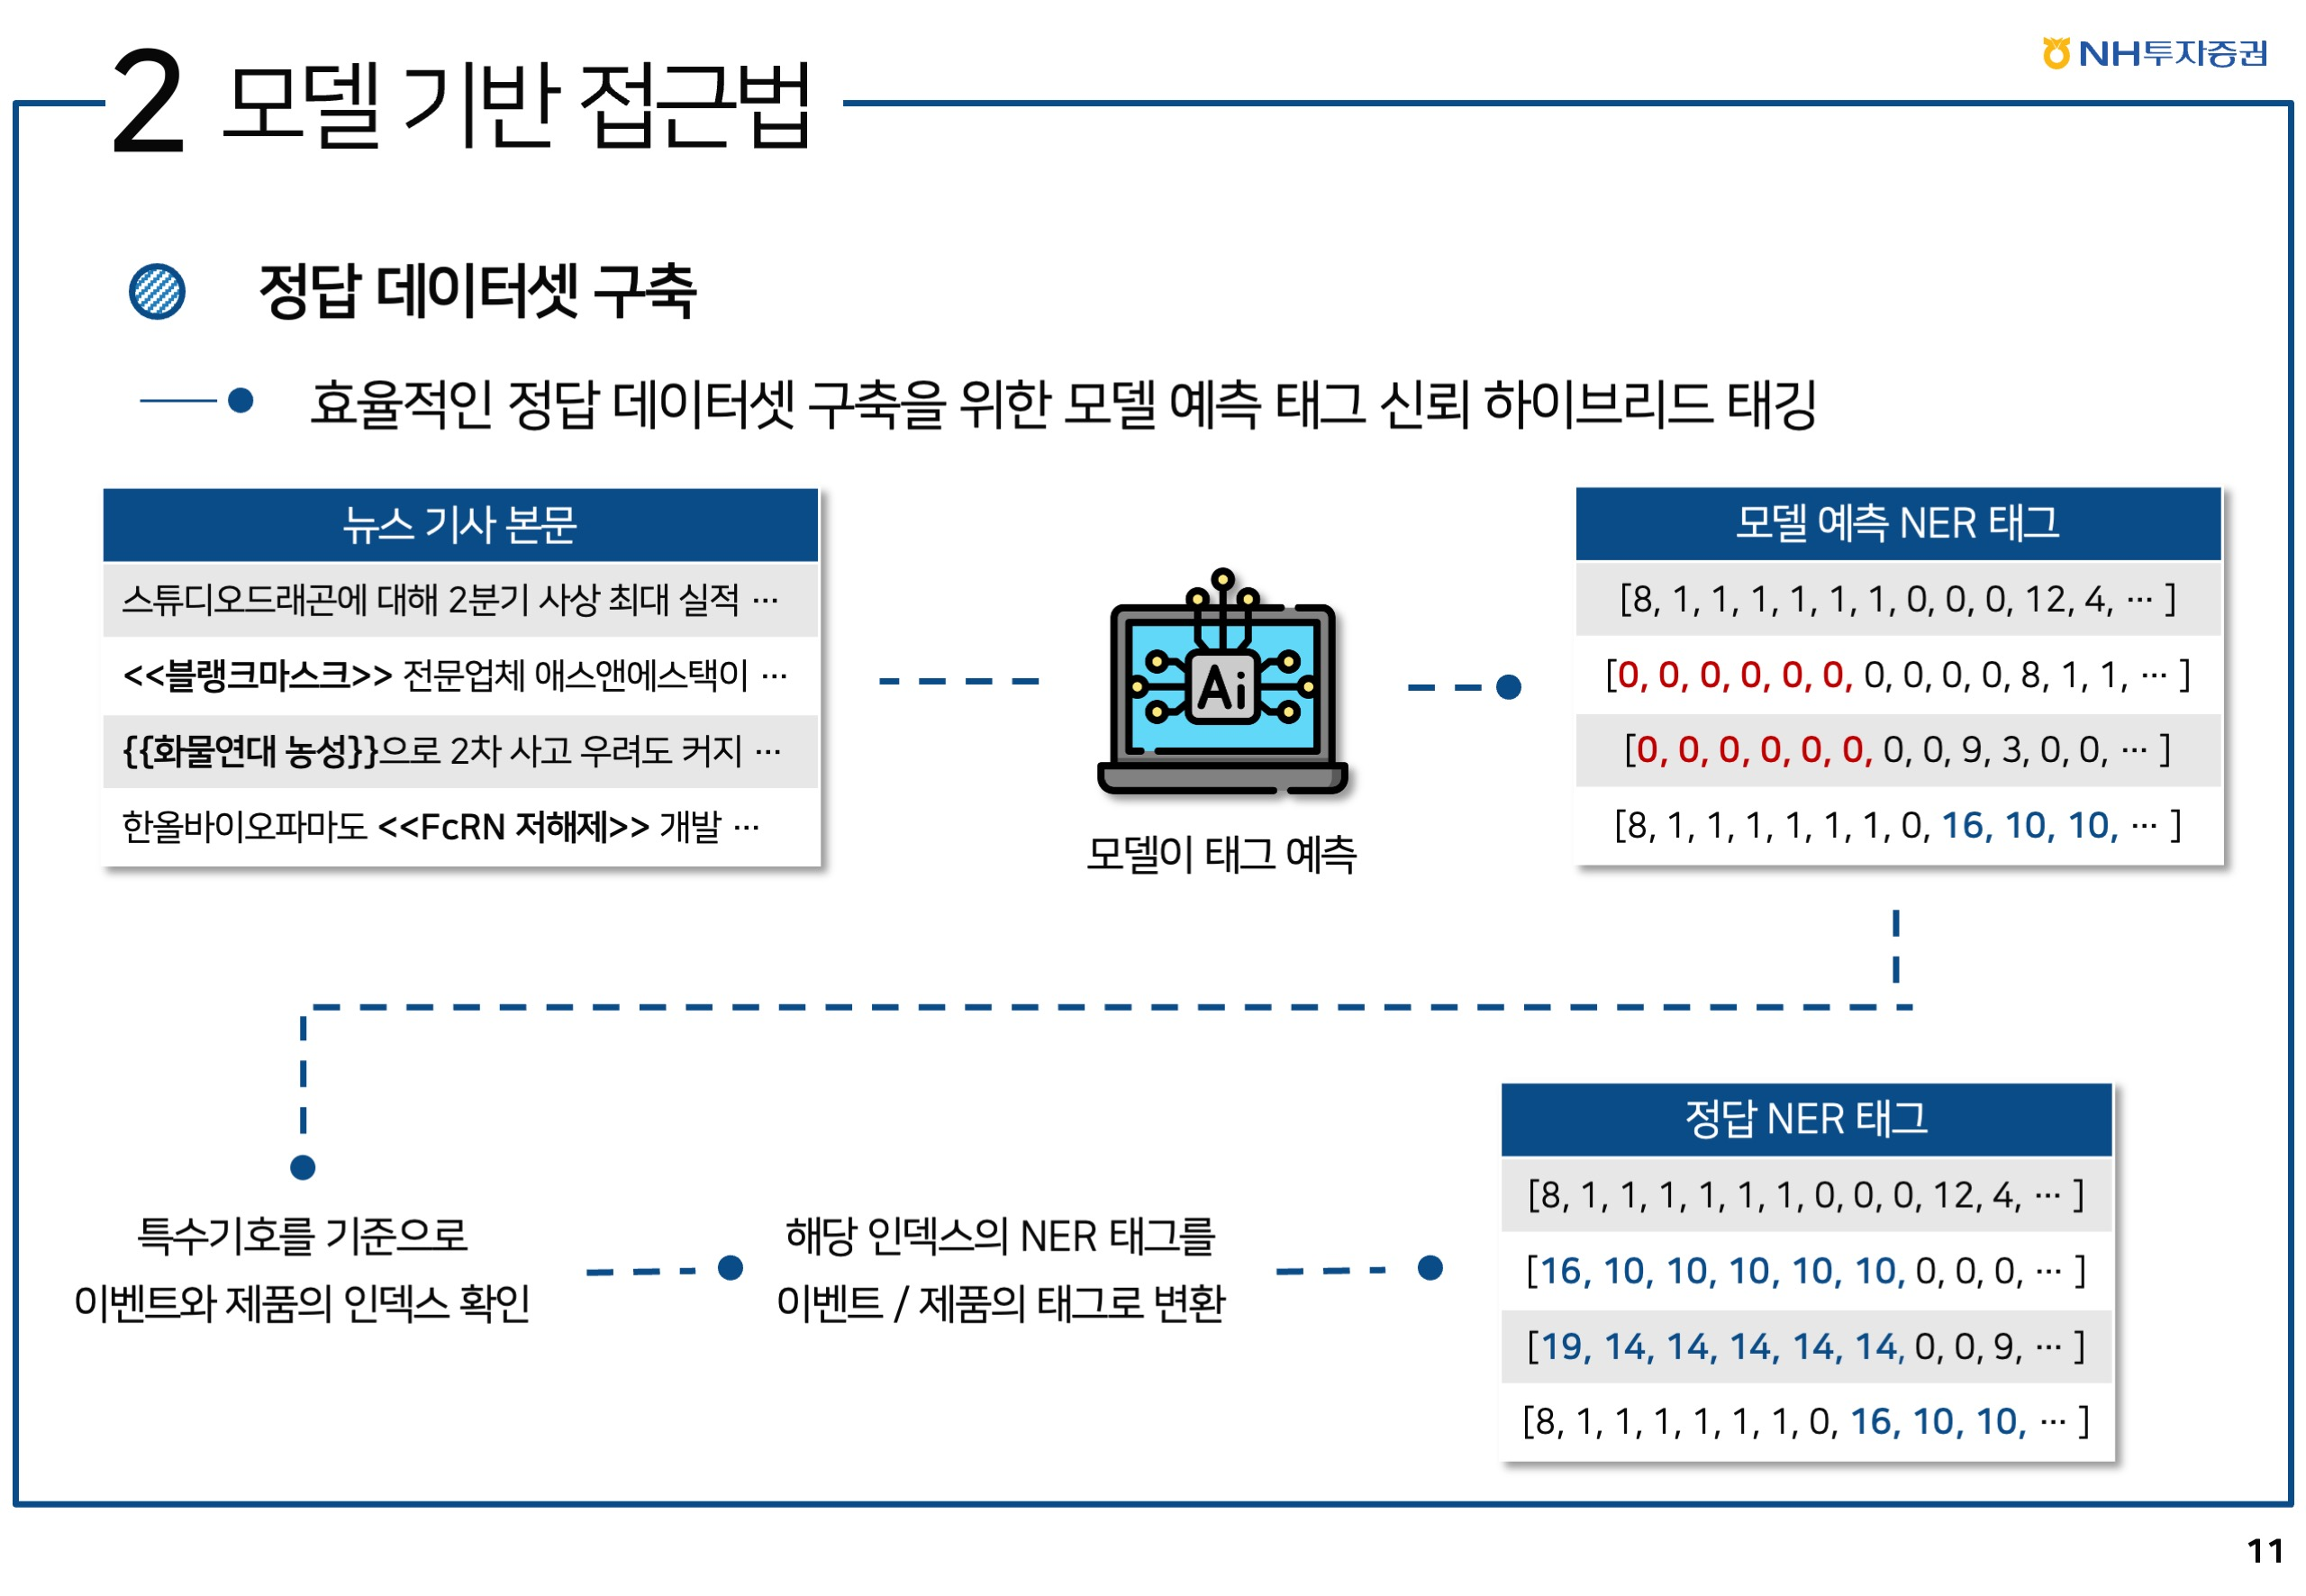 2 모델 기반 접근법
NH투자증권
정답 데이터셋 구축
효율적인 정답 데이터셋 구축을 위한 모델 예측 태그 신뢰 하이브리드 태깅
뉴스 기사 본문
스튜디오드래곤에 대해 2분기 사상 최대 실적 …
<<블랭크마스크>> 전문업체 애스앤에스택이 …
{{화물연대 농성}}으로 2차 사고 우려도 커지 …
한올바이오파마도 <<FcRN 저해제>> 개발 …
Ai
모델이 태그 예측
모델 예측 NER 태그
[8, 1, 1, 1, 1, 1, 1, 0, 0, 0, 12, 4, … ]
[0, 0, 0, 0, 0, 0, 0, 0, 0, 0, 8, 1, 1, … ]
[0, 0, 0, 0, 0, 0, 0, 0, 9, 3, 0, 0, … ]
[8, 1, 1, 1, 1, 1, 1, 0, 16, 10, 10, … ]
특수기호를 기준으로
이벤트와 제품의 인덱스 확인
해당 인덱스의 NER 태그를
이벤트 / 제품의 태그로 변환
정답 NER 태그
[8, 1, 1, 1, 1, 1, 1, 0, 0, 0, 12, 4, … ]
[16, 10, 10, 10, 10, 10, 0, 0, 0, … ]
[19, 14, 14, 14, 14, 14, 0, 0, 9, … ]
[8, 1, 1, 1, 1, 1, 1, 0, 16, 10, 10, … ]
11